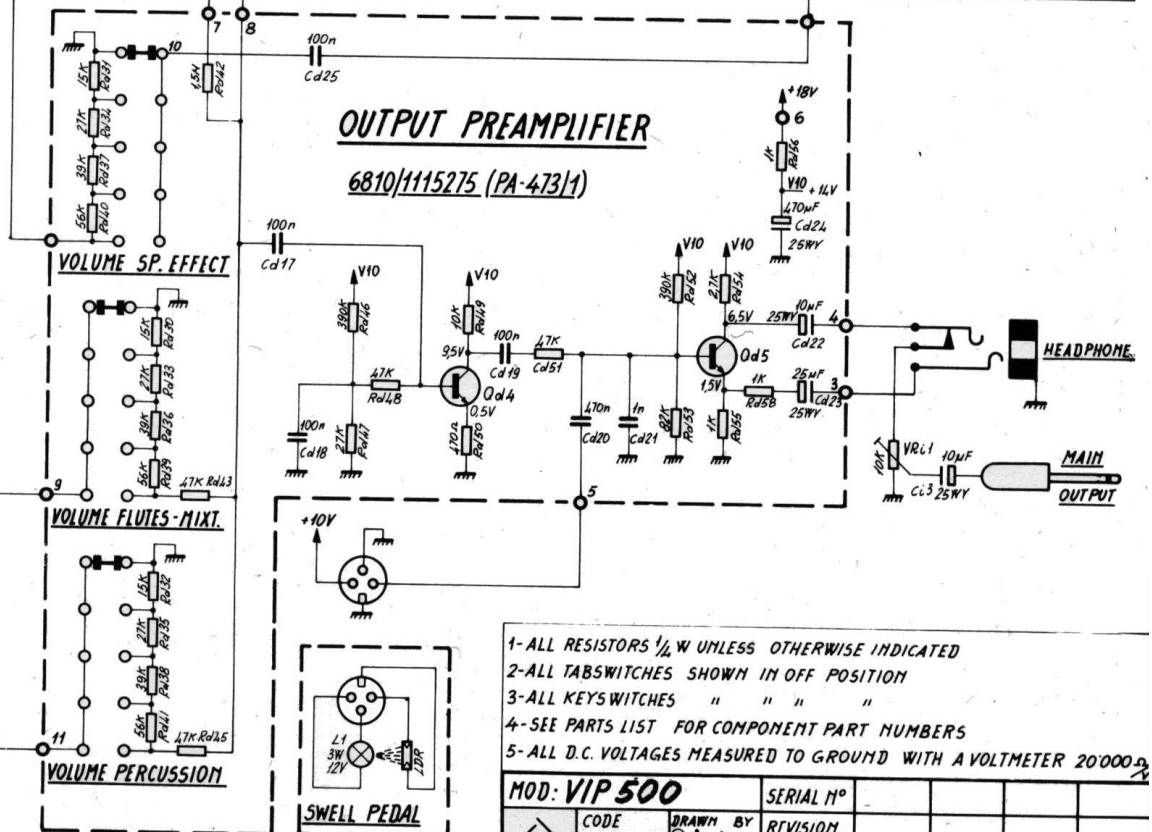 7 8
10
100n
Cd25
15K Rd31
27K Rd34
39K Rd37
56K Rd40
1,5M Rd42
VOLUME SP. EFFECT
OUTPUT PREAMPLIFIER
6810/1115275 (PA-473/1)
+18V
6
1K Rd56
V10 +14V
470µF
Cd24
25WV
100n
Cd17
V10
390K Rd46
V10
10K Rd49
9,5V
100n
Cd19
47K
Cd51
47K
Rd48
Qd4
0,5V
470Ω Rd50
100n
Cd18
27K Rd47
V10
390K Rd52
V10
2,7K Rd54
6,5V
10µF
25WV
Cd22
4
Qd5
1,5V
1K
Rd58
25µF
Cd23
25WV
3
470n
Cd20
1n
Cd21
82K Rd53
1K Rd55
HEADPHONE
10K
VRi1
10µF
Ci3 25WV
MAIN
OUTPUT
15K Rd30
27K Rd33
39K Rd36
56K Rd39
47K Rd43
9
VOLUME FLUTES-MIXT.
5
+10V
15K Rd32
27K Rd35
39K Rd38
56K Rd41
47K Rd45
11
VOLUME PERCUSSION
L1
3W
12V
LDR
SWELL PEDAL
1-ALL RESISTORS 1/4 W UNLESS OTHERWISE INDICATED
2-ALL TABSWITCHES SHOWN IN OFF POSITION
3-ALL KEYSWITCHES " " " "
4-SEE PARTS LIST FOR COMPONENT PART NUMBERS
5-ALL D.C. VOLTAGES MEASURED TO GROUND WITH A VOLTMETER 20'000 Ω/V
MOD: VIP 500
SERIAL Nº
CODE
DRAWN BY
REVISION